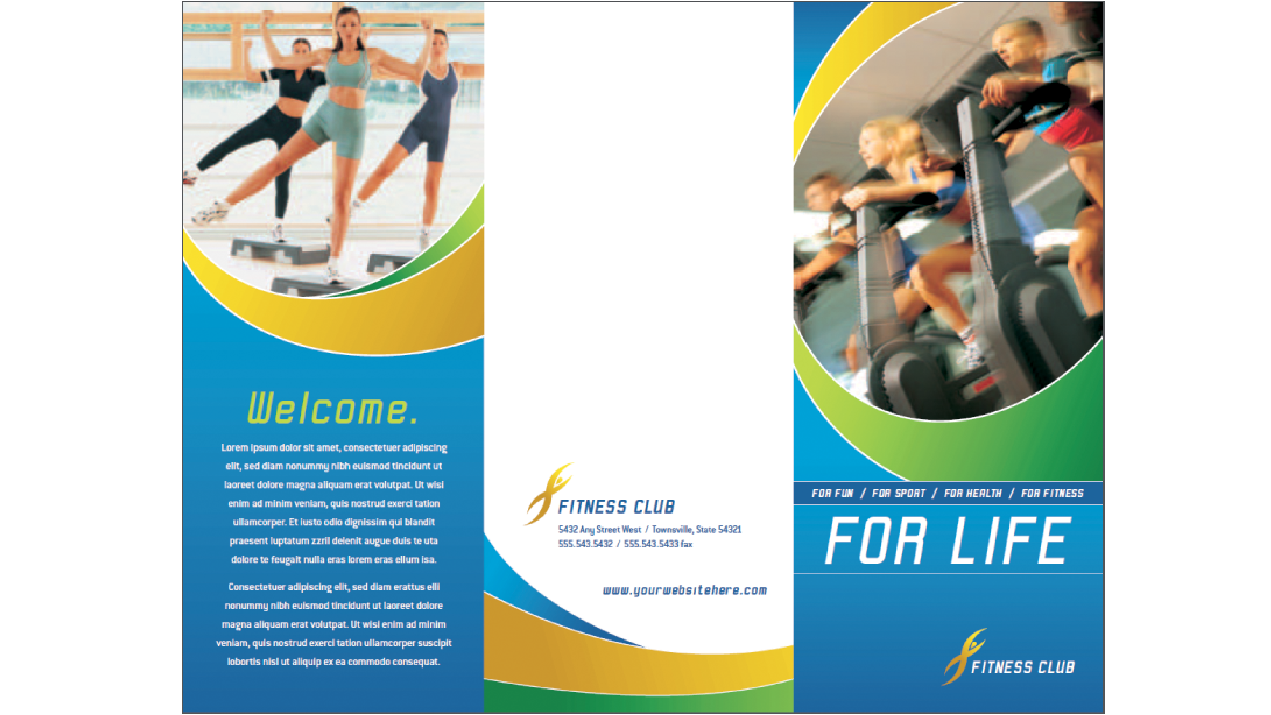 Welcome.
Lorem ipsum dolor sit amet, consectetuer adipiscing
elit, sed diam nonummy nibh euismod tincidunt ut
laoreet dolore magna aliquam erat volutpat. Ut wisi
enim ad minim veniam, quis nostrud exerci tation
ullamcorper. Et iusto odio dignissim qui blandit
praesent luptatum zzril delenit augue duis te uta
dolore te feugait nulla eras lorem eras ellum isa.
Consectetuer adipiscing elit, sed diam erattus elli
nonummy nibh euismod tincidunt ut laoreet dolore
magna aliquam erat volutpat. Ut wisi enim ad minim
veniam, quis nostrud exerci tation ullamcorper suscipit
lobortis nisl ut aliquip ex ea commodo consequat.
FITNESS CLUB
5432 Any Street West / Townsville, State 54321
555.543.5432 / 555.543.5433 fax
www.yourwebsitehere.com
FOR FUN / FOR SPORT / FOR HEALTH / FOR FITNESS
FOR LIFE
FITNESS CLUB